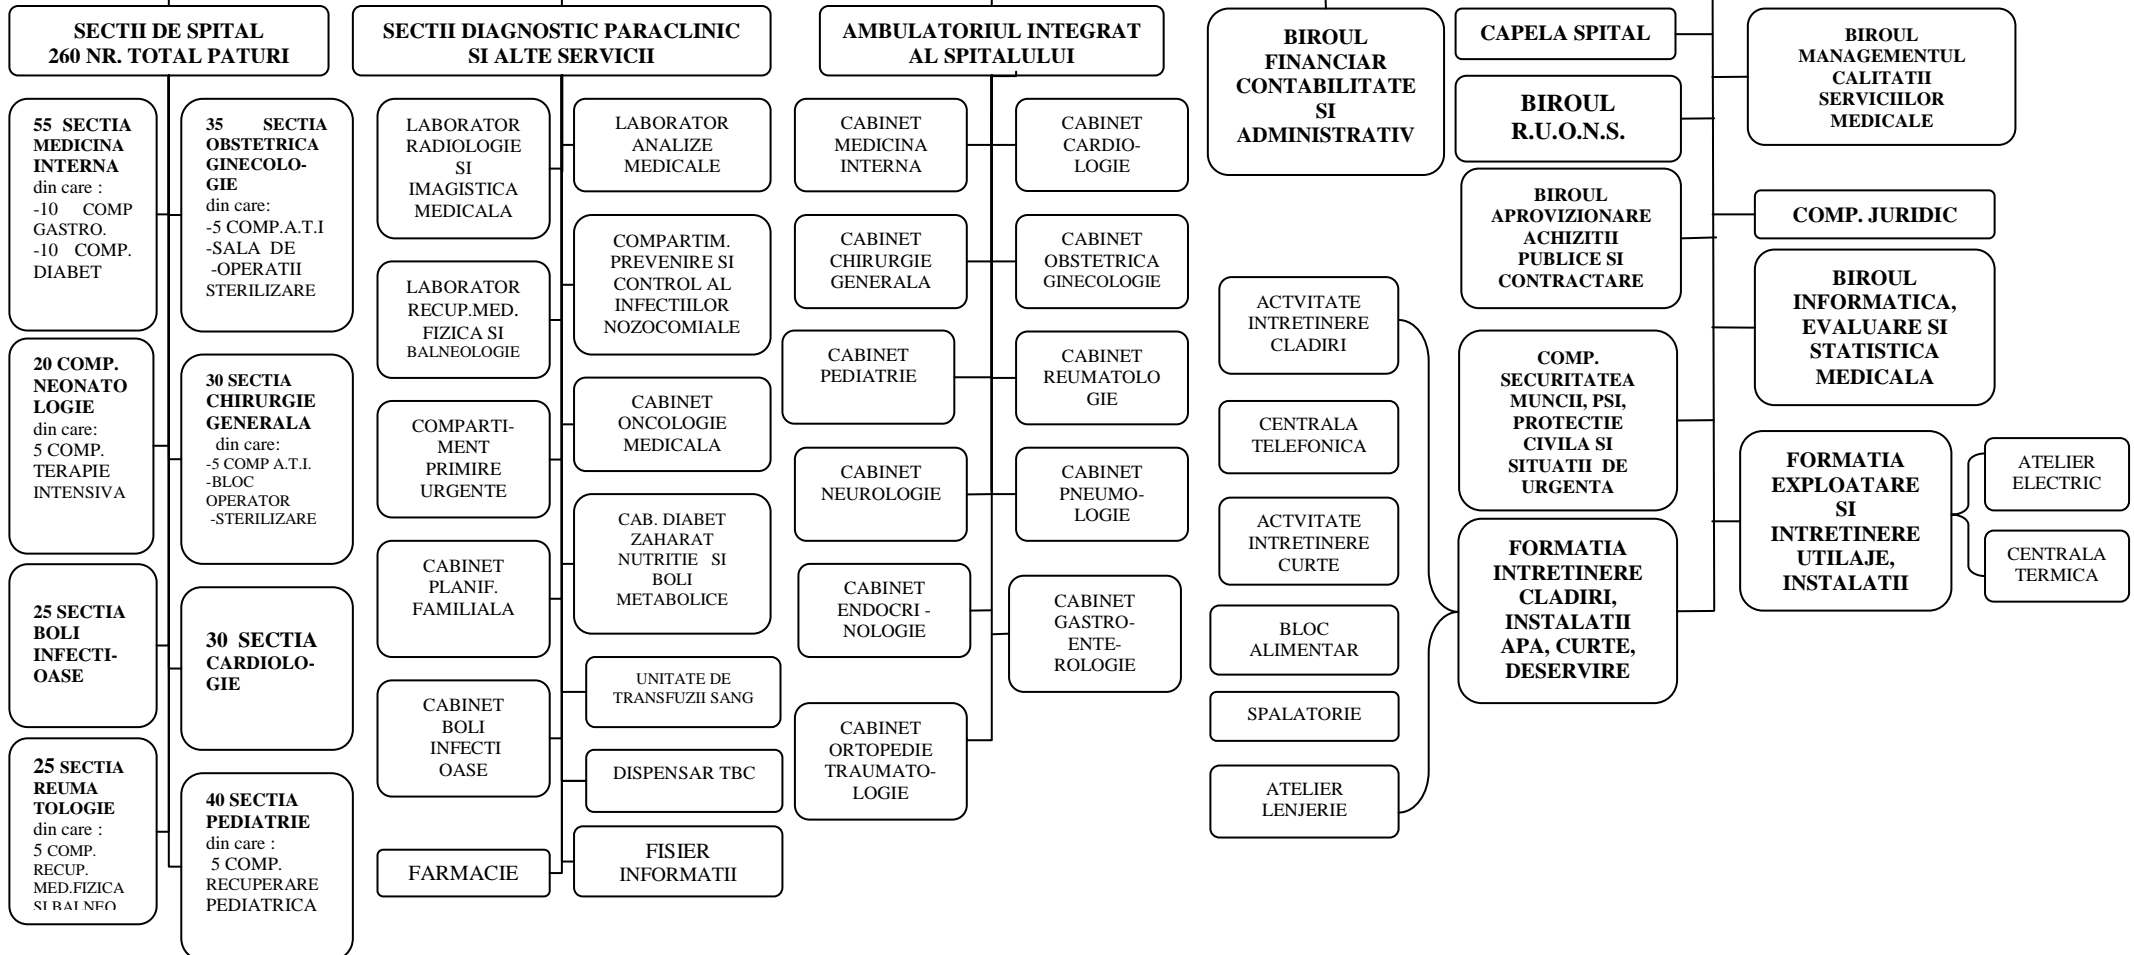 SECTII DE SPITAL
260 NR. TOTAL PATURI
55 SECTIA
MEDICINA
INTERNA
din care :
-10 COMP
GASTRO.
-10 COMP.
DIABET
35 SECTIA
OBSTETRICA
GINECOLO-
GIE
din care:
-5 COMP.A.T.I
-SALA DE
-OPERATII
STERILIZARE
20 COMP.
NEONATO
LOGIE
din care:
5 COMP.
TERAPIE
INTENSIVA
30 SECTIA
CHIRURGIE
GENERALA
din care:
-5 COMP A.T.I.
-BLOC
OPERATOR
-STERILIZARE
25 SECTIA
BOLI
INFECTI-
OASE
30 SECTIA
CARDIOLO-
GIE
25 SECTIA
REUMA
TOLOGIE
din care :
5 COMP.
RECUP.
MED.FIZICA
SI BALNEO
40 SECTIA
PEDIATRIE
din care :
5 COMP.
RECUPERARE
PEDIATRICA
SECTII DIAGNOSTIC PARACLINIC
SI ALTE SERVICII
LABORATOR
RADIOLOGIE
SI
IMAGISTICA
MEDICALA
LABORATOR
ANALIZE
MEDICALE
LABORATOR
RECUP.MED.
FIZICA SI
BALNEOLOGIE
COMPARTIM.
PREVENIRE SI
CONTROL AL
INFECTIILOR
NOZOCOMIALE
COMPARTI-
MENT
PRIMIRE
URGENTE
CABINET
ONCOLOGIE
MEDICALA
CABINET
PLANIF.
FAMILIALA
CAB. DIABET
ZAHARAT
NUTRITIE SI
BOLI
METABOLICE
CABINET
BOLI
INFECTI
OASE
UNITATE DE
TRANSFUZII SANG
DISPENSAR TBC
FARMACIE
FISIER
INFORMATII
AMBULATORIUL INTEGRAT
AL SPITALULUI
CABINET
MEDICINA
INTERNA
CABINET
CARDIO-
LOGIE
CABINET
CHIRURGIE
GENERALA
CABINET
OBSTETRICA
GINECOLOGIE
CABINET
PEDIATRIE
CABINET
REUMATOLO
GIE
CABINET
NEUROLOGIE
CABINET
PNEUMO-
LOGIE
CABINET
ENDOCRI -
NOLOGIE
CABINET
GASTRO-
ENTE-
ROLOGIE
CABINET
ORTOPEDIE
TRAUMATO-
LOGIE
BIROUL
FINANCIAR
CONTABILITATE
SI
ADMINISTRATIV
ACTVITATE
INTRETINERE
CLADIRI
CENTRALA
TELEFONICA
ACTVITATE
INTRETINERE
CURTE
BLOC
ALIMENTAR
SPALATORIE
ATELIER
LENJERIE
CAPELA SPITAL
BIROUL
R.U.O.N.S.
BIROUL
APROVIZIONARE
ACHIZITII
PUBLICE SI
CONTRACTARE
COMP.
SECURITATEA
MUNCII, PSI,
PROTECTIE
CIVILA SI
SITUATII DE
URGENTA
FORMATIA
INTRETINERE
CLADIRI,
INSTALATII
APA, CURTE,
DESERVIRE
BIROUL
MANAGEMENTUL
CALITATII
SERVICIILOR
MEDICALE
COMP. JURIDIC
BIROUL
INFORMATICA,
EVALUARE SI
STATISTICA
MEDICALA
FORMATIA
EXPLOATARE
SI
INTRETINERE
UTILAJE,
INSTALATII
ATELIER
ELECTRIC
CENTRALA
TERMICA